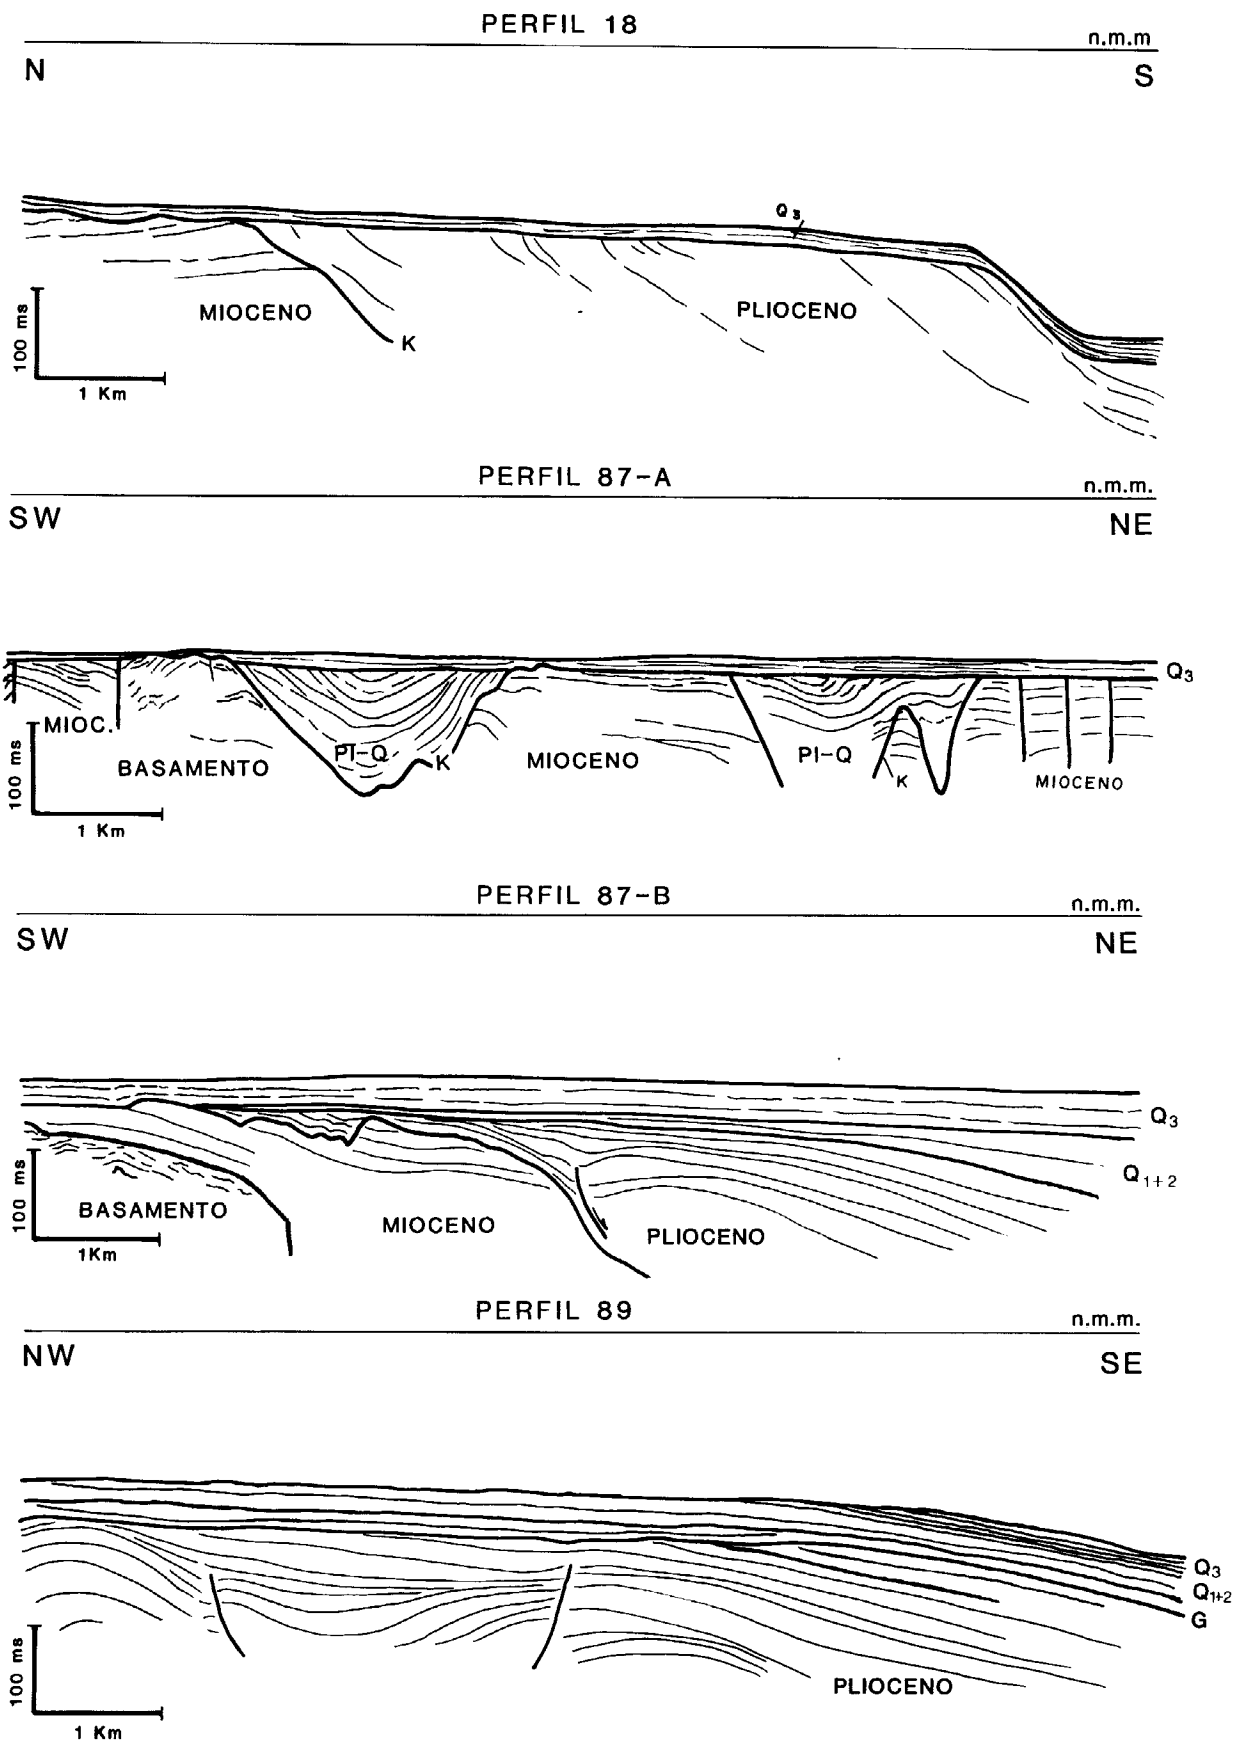 PERFIL 18
n.m.m
N
S
Q3
MIOCENO
PLIOCENO
K
100 ms
1 Km
PERFIL 87-A
n.m.m.
SW
NE
Q3
MIOC.
BASAMENTO
Pl-Q
K
MIOCENO
Pl-Q
K
MIOCENO
100 ms
1 Km
PERFIL 87-B
n.m.m.
SW
NE
Q3
Q1+2
BASAMENTO
MIOCENO
PLIOCENO
100 ms
1Km
PERFIL 89
n.m.m.
NW
SE
Q3
Q1+2
G
PLIOCENO
100 ms
1 Km